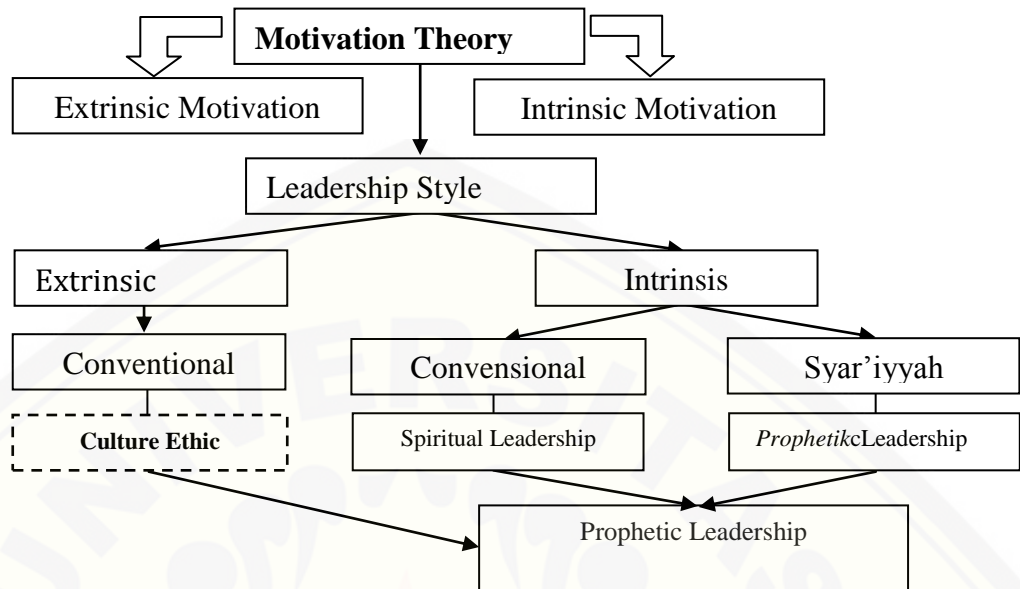 Motivation Theory
Extrinsic Motivation
Intrinsic Motivation
Leadership Style
Extrinsic
Intrinsis
Conventional
Convensional
Syar’iyyah
Culture Ethic
Spiritual Leadership
ProphetikcLeadership
Prophetic Leadership
UNIVERSITAS